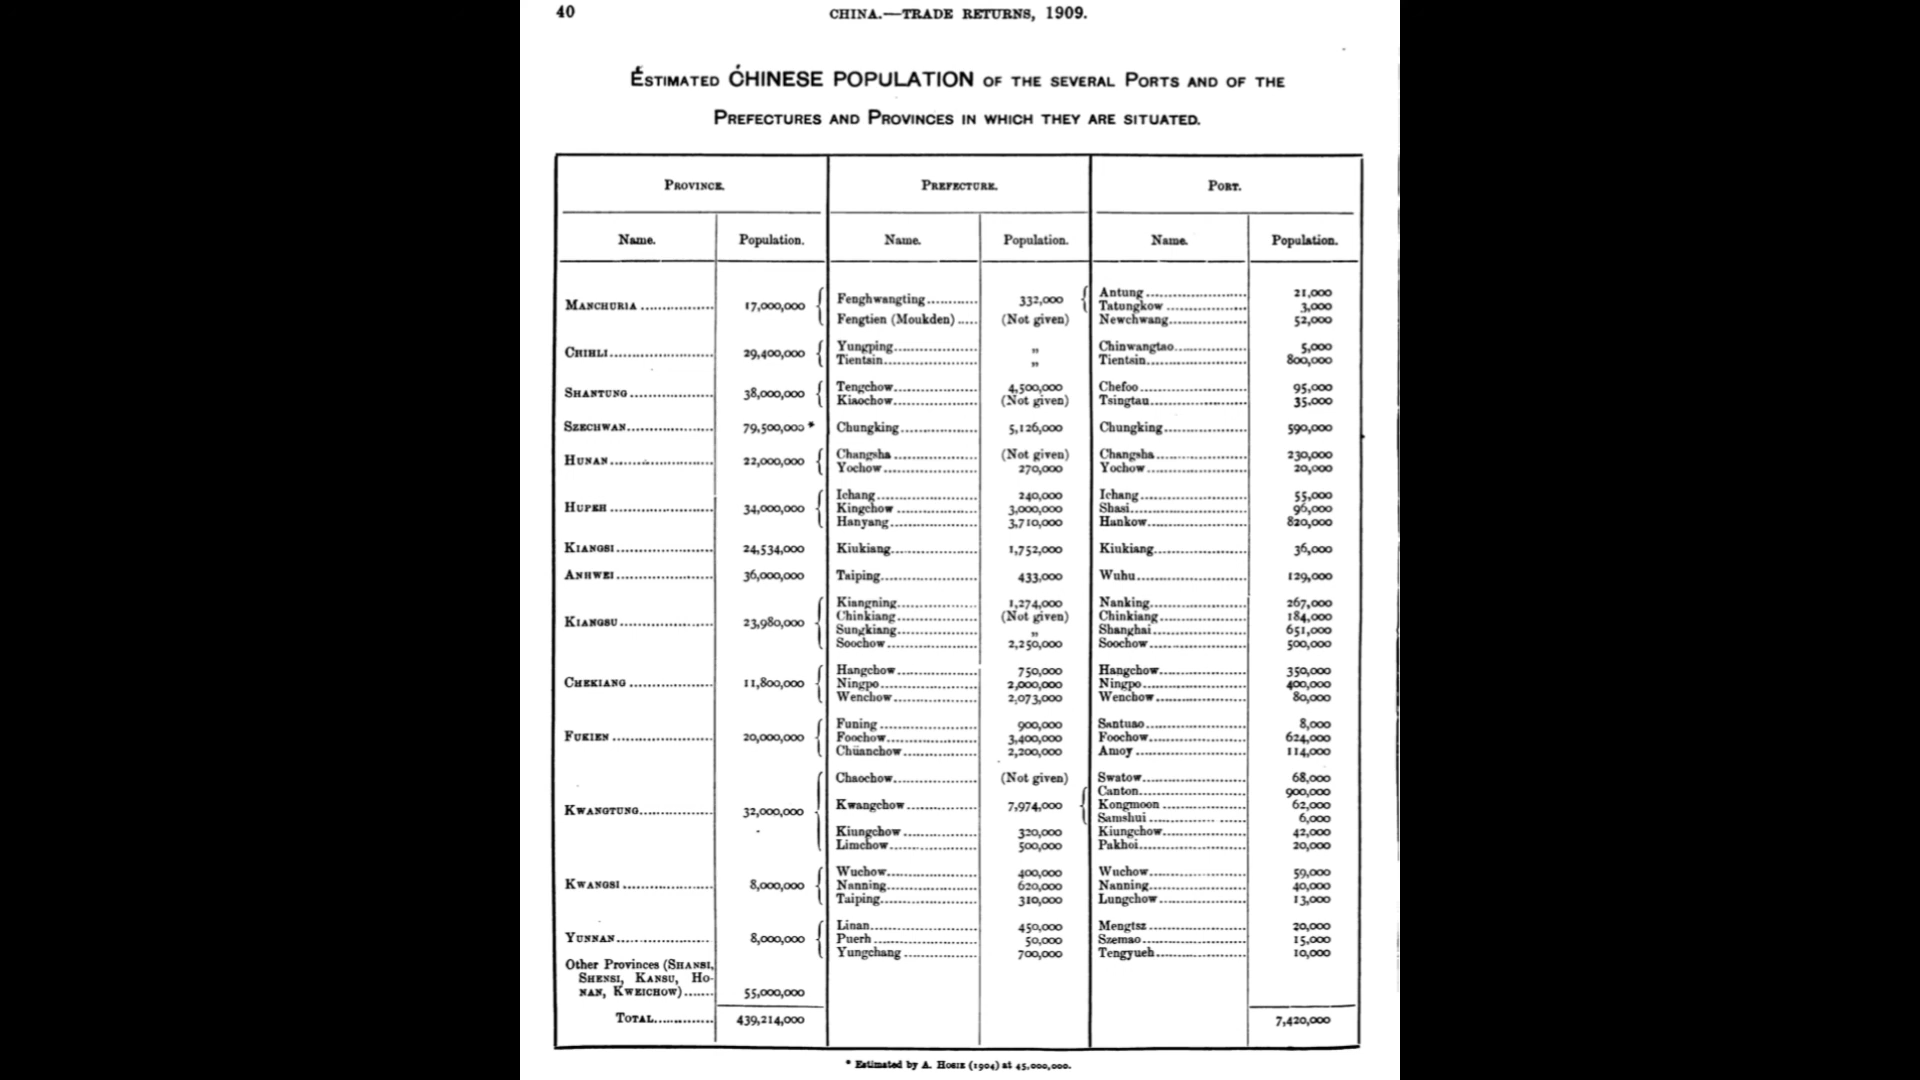 40
CHINA.—TRADE RETURNS, 1909.
ESTIMATED CHINESE POPULATION OF THE SEVERAL PORTS AND OF THE
PREFECTURES AND PROVINCES IN WHICH THEY ARE SITUATED.
PROVINCE. PREFECTURE. PORT.
Name. Population. Name. Population. Name. Population.
MANCHURIA 17,000,000 Fenghwangting 332,000 Antung 21,000
Tatungkow 3,000
Fengtien (Moukden) (Not given) Newchwang 52,000
CHIHLI 29,400,000 Yungping „ Chinwangtao 5,000
Tientsin „ Tientsin 800,000
SHANTUNG 38,000,000 Tengchow 4,500,000 Chefoo 95,000
Kiaochow (Not given) Tsingtau 35,000
SZECHWAN 79,500,000 * Chungking 5,126,000 Chungking 590,000
HUNAN 22,000,000 Changsha (Not given) Changsha 230,000
Yochow 270,000 Yochow 20,000
HUPEH 34,000,000 Ichang 240,000 Ichang 55,000
Kingchow 3,000,000 Shasi 96,000
Hanyang 3,710,000 Hankow 820,000
KIANGSI 24,534,000 Kiukiang 1,752,000 Kiukiang 36,000
ANHWEI 36,000,000 Taiping 433,000 Wuhu 129,000
KIANGSU 23,980,000 Kiangning 1,274,000 Nanking 267,000
Chinkiang (Not given) Chinkiang 184,000
Sungkiang „ Shanghai 651,000
Soochow 2,250,000 Soochow 500,000
CHEKIANG 11,800,000 Hangchow 750,000 Hangchow 350,000
Ningpo 2,000,000 Ningpo 400,000
Wenchow 2,073,000 Wenchow 80,000
FUKIEN 20,000,000 Funing 900,000 Santuao 8,000
Foochow 3,400,000 Foochow 624,000
Chüanchow 2,200,000 Amoy 114,000
KWANGTUNG 32,000,000 Chaochow (Not given) Swatow 68,000
Canton 900,000
Kwangchow 7,974,000 Kongmoon 62,000
Samshui 6,000
Kiungchow 320,000 Kiungchow 42,000
Limchow 500,000 Pakhoi 20,000
KWANGSI 8,000,000 Wuchow 400,000 Wuchow 59,000
Nanning 620,000 Nanning 40,000
Taiping 310,000 Lungchow 13,000
YUNNAN 8,000,000 Linan 450,000 Mengtsz 20,000
Puerh 50,000 Szemao 15,000
Yungchang 700,000 Tengyueh 10,000
Other Provinces (SHANSI,
SHENSI, KANSU, HO-
NAN, KWEICHOW) 55,000,000
TOTAL 439,214,000 7,420,000
* Estimated by A. HOSIE (1904) at 45,000,000.